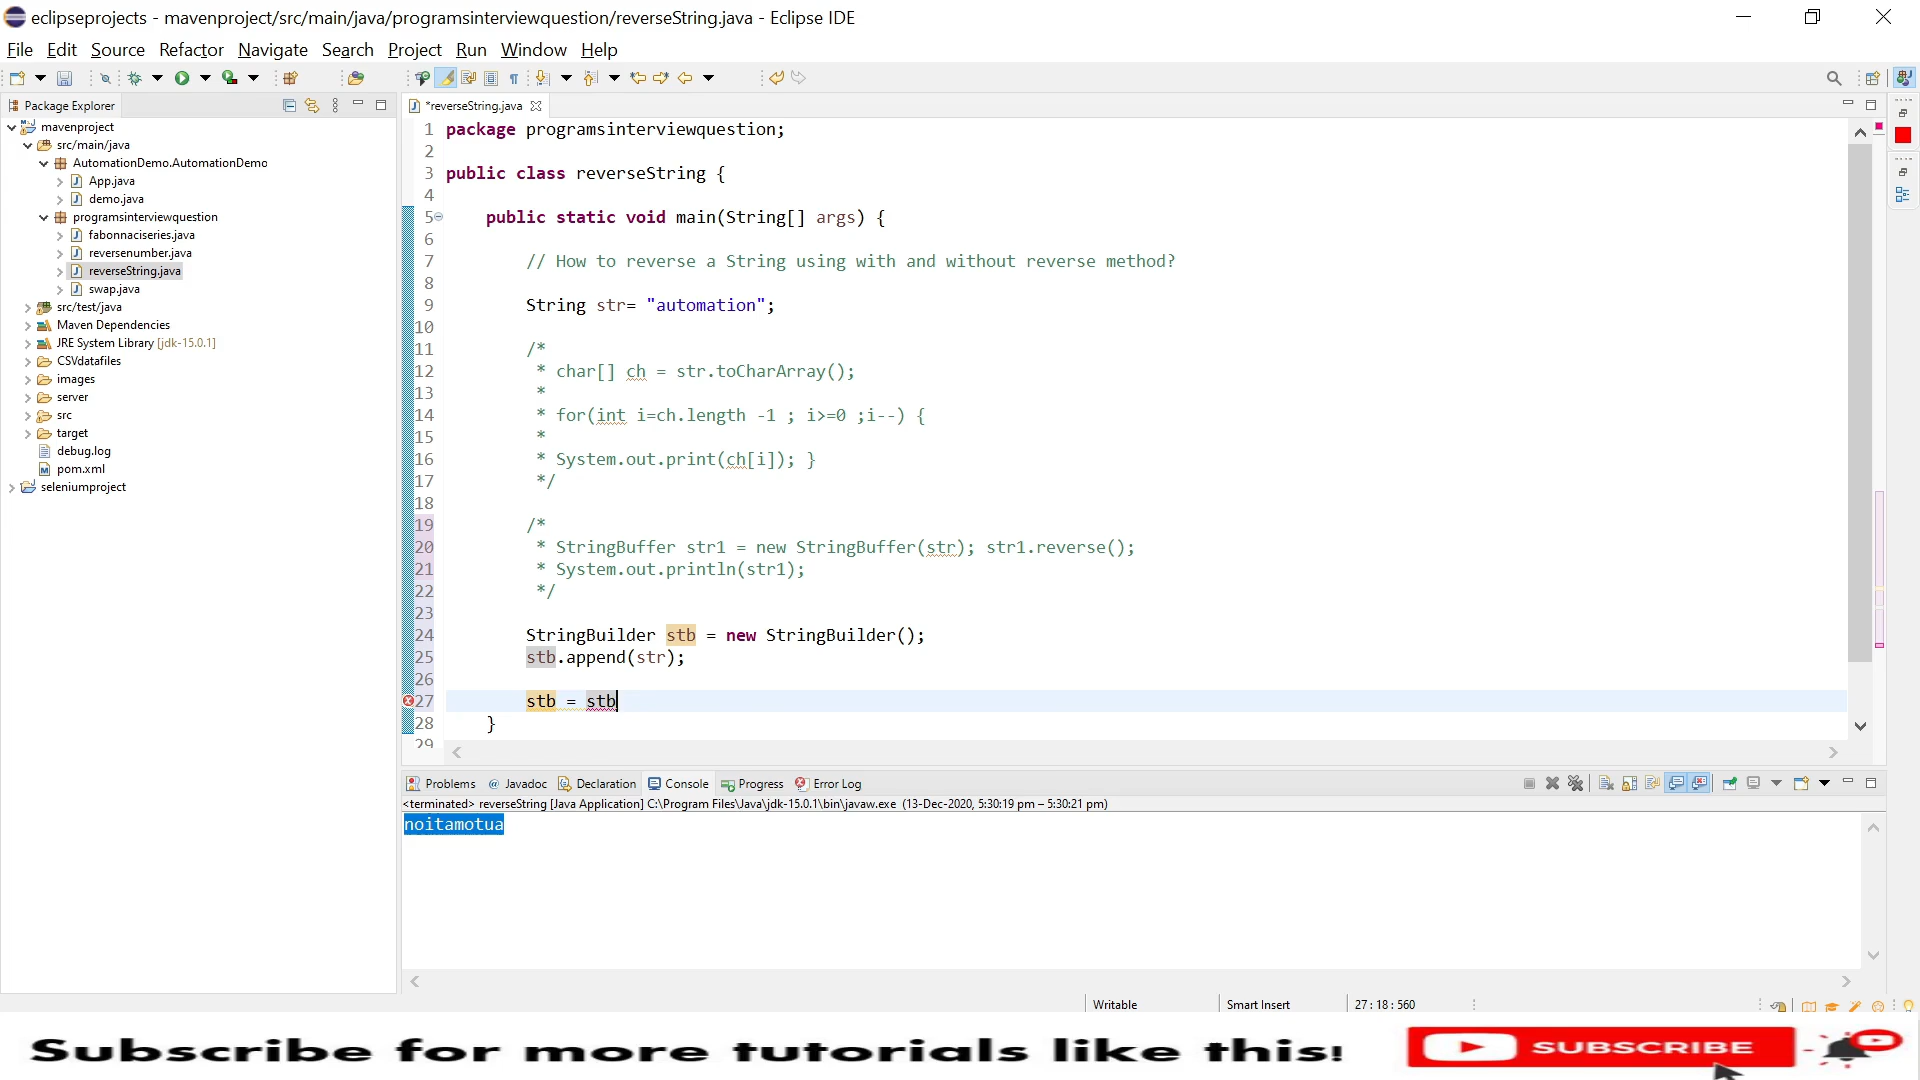 eclipseprojects - mavenproject/src/main/java/programsinterviewquestion/reverseString.java - Eclipse IDE
File Edit Source Refactor Navigate Search Project Run Window Help
Package Explorer
mavenproject
src/main/java
AutomationDemo.AutomationDemo
App.java
demo.java
programsinterviewquestion
fabonnaciseries.java
reversenumber.java
reverseString.java
swap.java
src/test/java
Maven Dependencies
JRE System Library [jdk-15.0.1]
CSVdatafiles
images
server
src
target
debug.log
pom.xml
seleniumproject
*reverseString.java
1 package programsinterviewquestion;
2
3 public class reverseString {
4
5 public static void main(String[] args) {
6
7 // How to reverse a String using with and without reverse method?
8
9 String str= "automation";
10
11 /*
12 * char[] ch = str.toCharArray();
13 *
14 * for(int i=ch.length -1 ; i>=0 ;i--) {
15 *
16 * System.out.print(ch[i]); }
17 */
18
19 /*
20 * StringBuffer str1 = new StringBuffer(str); str1.reverse();
21 * System.out.println(str1);
22 */
23
24 StringBuilder stb = new StringBuilder();
25 stb.append(str);
26
27 stb = stb
28 }
29
Problems @ Javadoc Declaration Console Progress Error Log
<terminated> reverseString [Java Application] C:\Program Files\Java\jdk-15.0.1\bin\javaw.exe (13-Dec-2020, 5:30:19 pm – 5:30:21 pm)
noitamotua
Writable Smart Insert 27 : 18 : 560
Subscribe for more tutorials like this! SUBSCRIBE